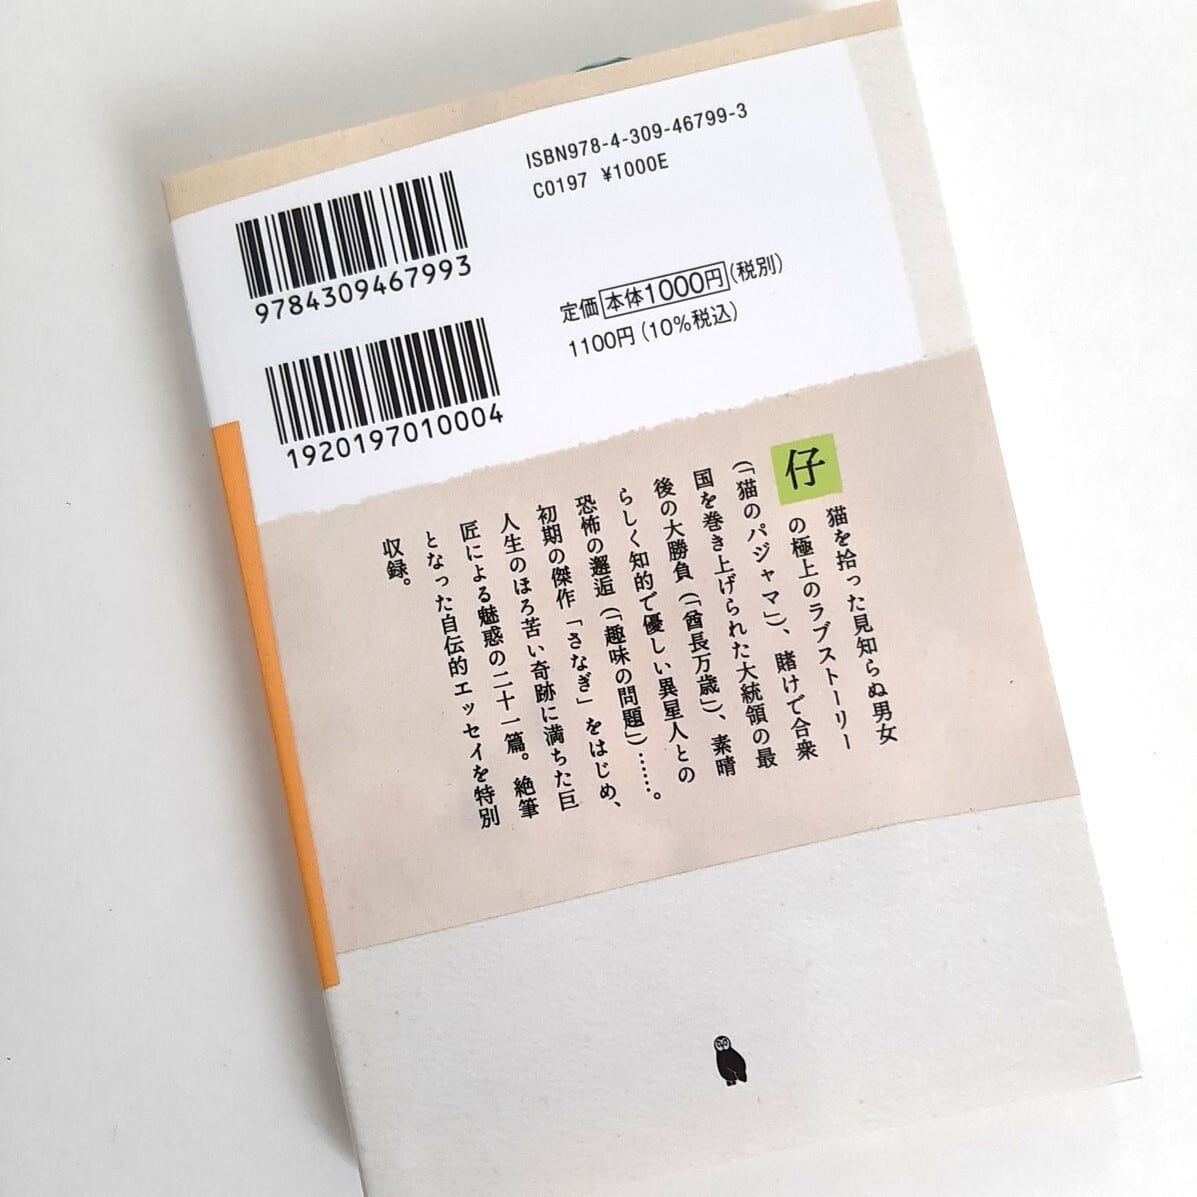 ISBN978-4-309-46799-3
C0197 ¥1000E
9784309467993
定価 本体1000円(税別)
1100円(10%税込)
1920197010004
仔猫を拾った見知らぬ男女
の極上のラブストーリー
(「猫のパジャマ」)、賭けで合衆
国を巻き上げられた大統領の最
後の大勝負(「酋長万歳」)、素晴
らしく知的で優しい異星人との
恐怖の邂逅(「趣味の問題」)……。
初期の傑作「さなぎ」をはじめ、
人生のほろ苦い奇跡に満ちた巨
匠による魅惑の二十一篇。絶筆
となった自伝的エッセイを特別
収録。